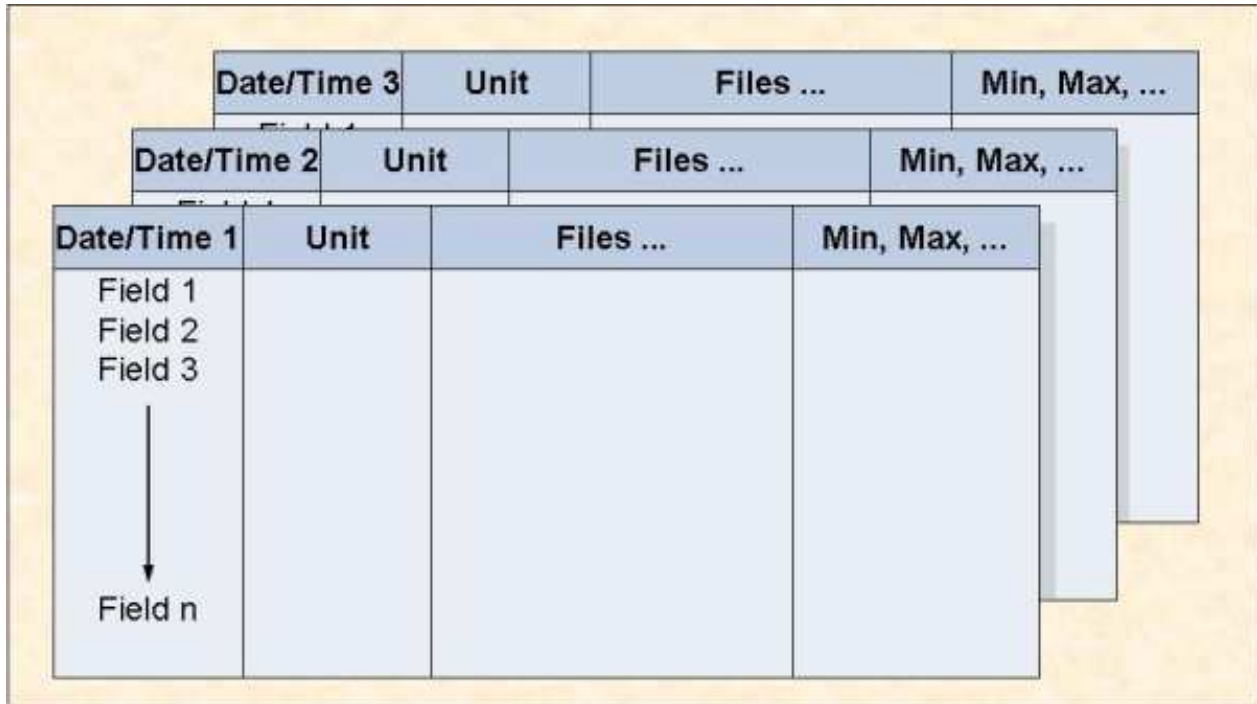 Date/Time 3 Unit Files ... Min, Max, ...
Date/Time 2 Unit Files ... Min, Max, ...
Date/Time 1 Unit Files ... Min, Max, ...
Field 1
Field 2
Field 3
Field n